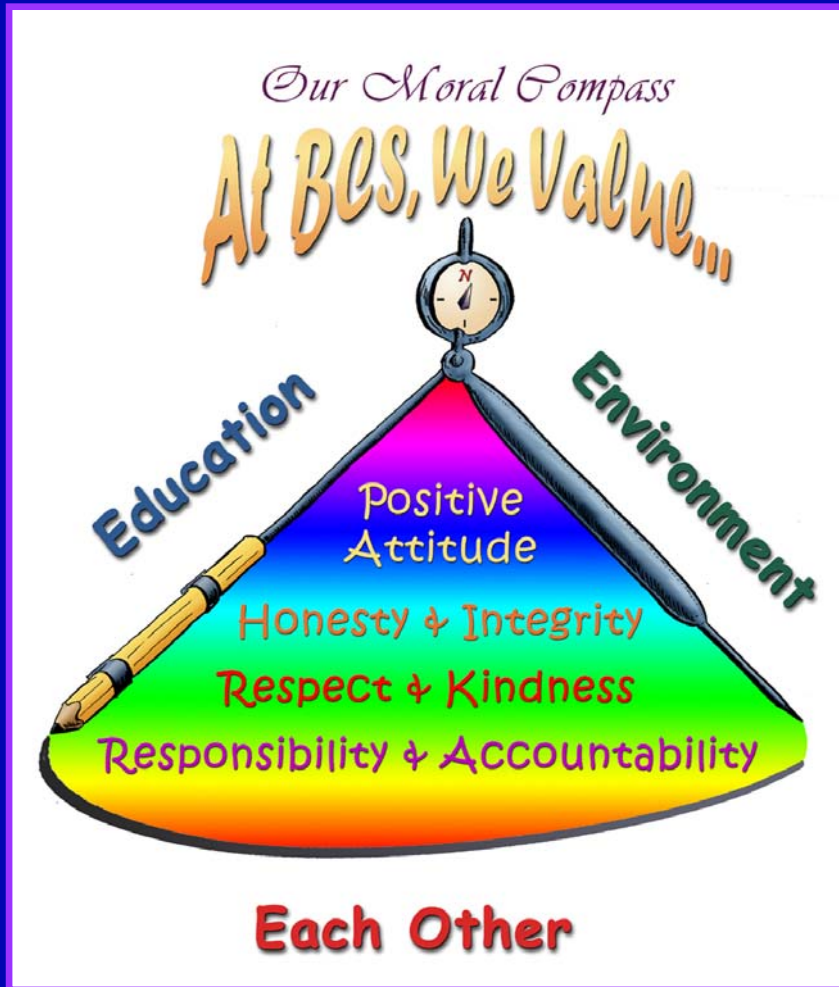 Our Moral Compass
At BCS, We Value...
N
Education
Environment
Positive
Attitude
Honesty & Integrity
Respect & Kindness
Responsibility & Accountability
Each Other